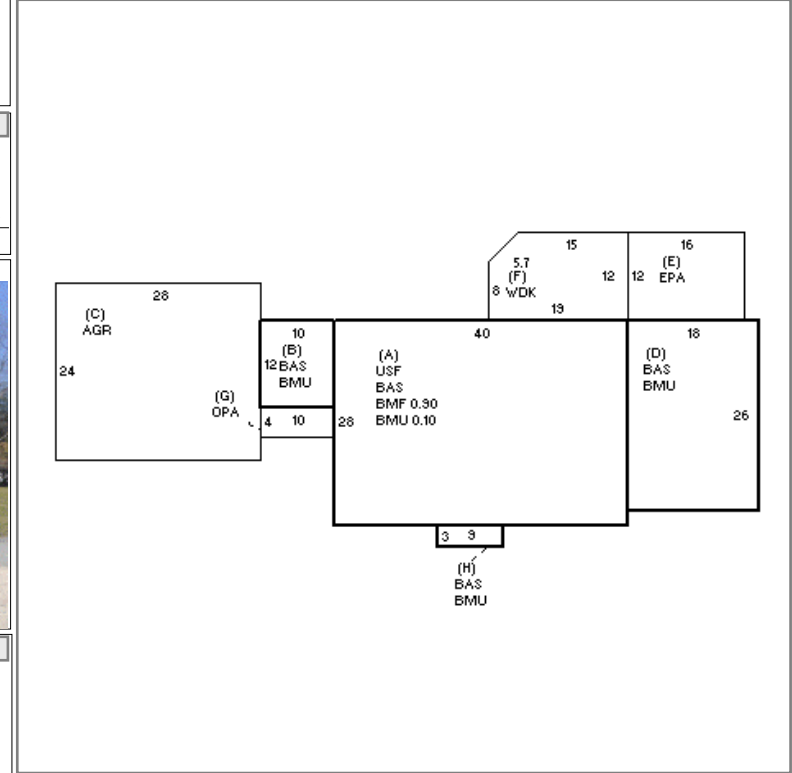 15
16
5.7
(F)
8 WDK
12
12
(E)
EPA
19
28
(C)
AGR
24
10
(B)
12 BAS
BMU
40
(A)
USF
BAS
BMF 0.90
BMU 0.10
28
18
(D)
BAS
BMU
26
(G)
OPA
4 10
3 9
(H)
BAS
BMU